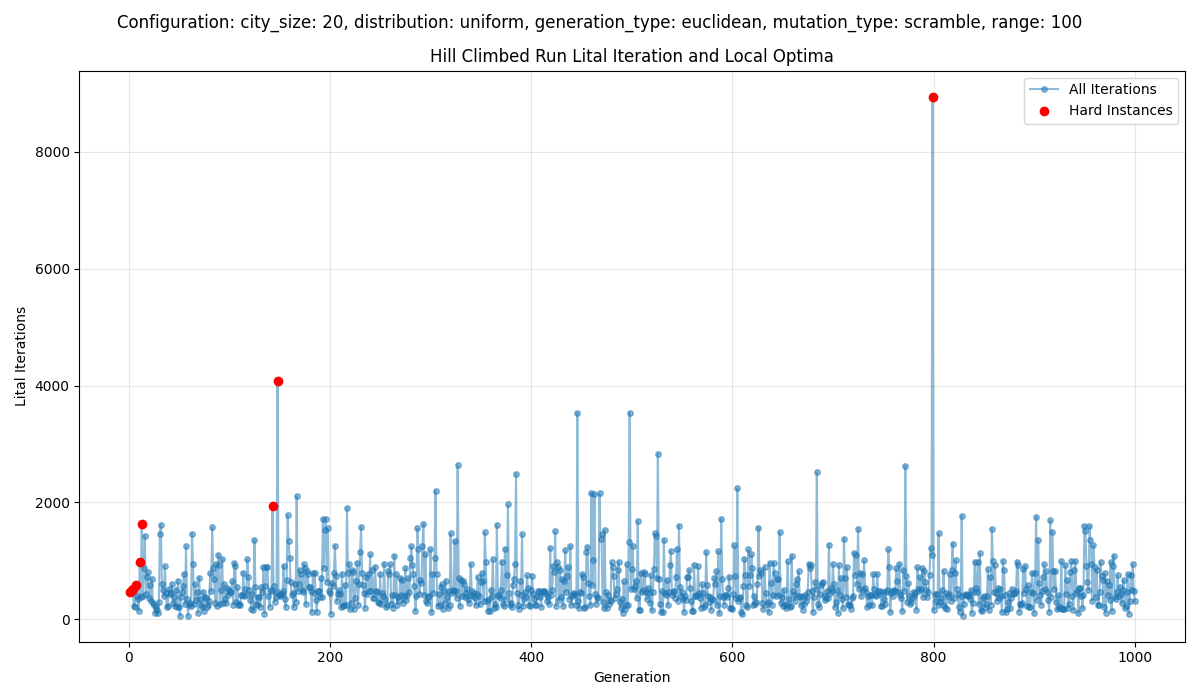 Configuration: city_size: 20, distribution: uniform, generation_type: euclidean, mutation_type: scramble, range: 100
Hill Climbed Run Lital Iteration and Local Optima
All Iterations
Hard Instances
8000
6000
4000
2000
0
Lital Iterations
0 200 400 600 800 1000
Generation